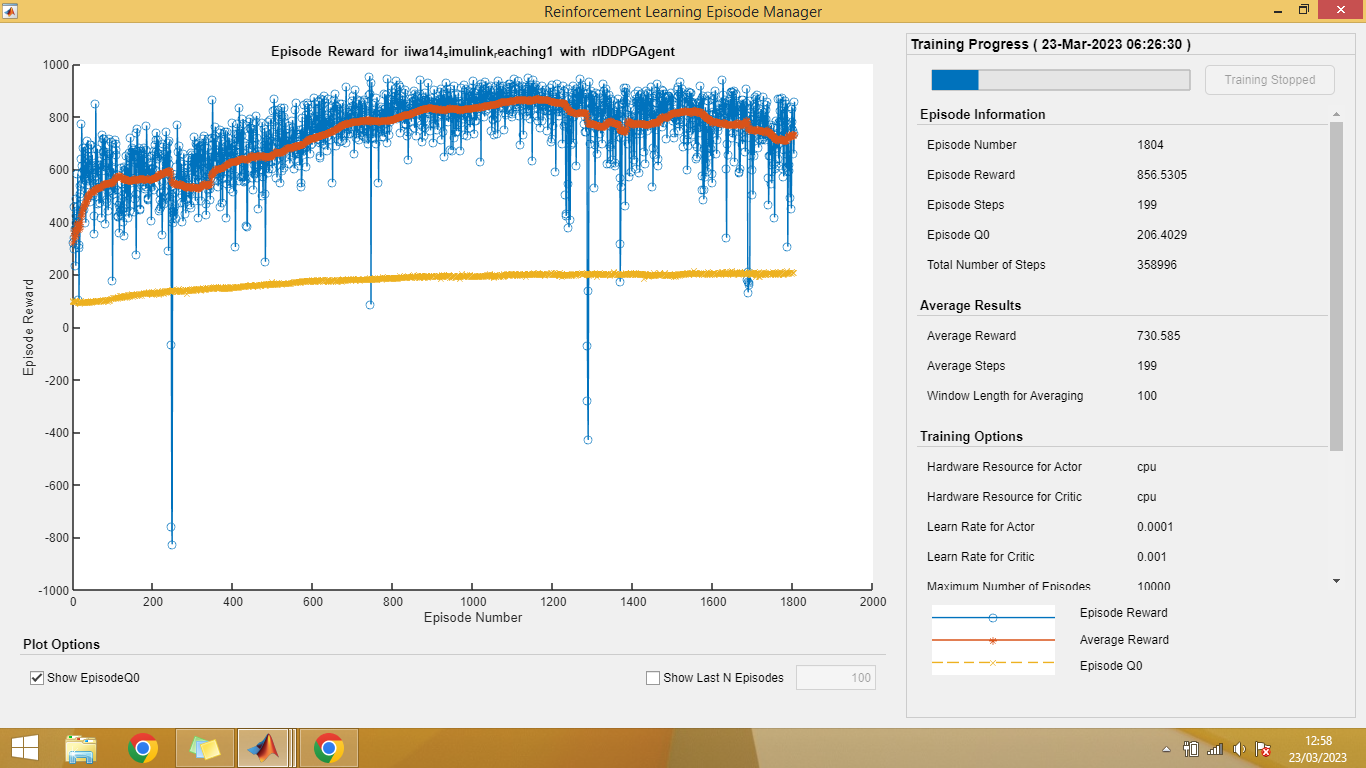 Reinforcement Learning Episode Manager
Episode Reward for iiwa14simulinkreaching1 with rlDDPGAgent
1000
800
600
400
200
0
-200
-400
-600
-800
-1000
Episode Reward
0 200 400 600 800 1000 1200 1400 1600 1800 2000
Episode Number
Plot Options
Show EpisodeQ0
Show Last N Episodes 100
Training Progress ( 23-Mar-2023 06:26:30 )
Training Stopped
Episode Information
Episode Number 1804
Episode Reward 856.5305
Episode Steps 199
Episode Q0 206.4029
Total Number of Steps 358996
Average Results
Average Reward 730.585
Average Steps 199
Window Length for Averaging 100
Training Options
Hardware Resource for Actor cpu
Hardware Resource for Critic cpu
Learn Rate for Actor 0.0001
Learn Rate for Critic 0.001
Maximum Number of Episodes 10000
Episode Reward
Average Reward
Episode Q0
12:58
23/03/2023